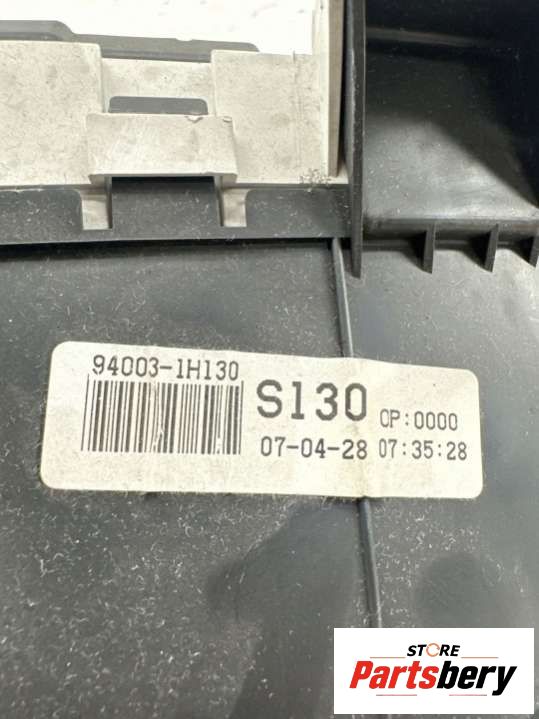 94003-1H130
S130 CP:0000
07-04-28 07:35:28
STORE
Partsbery